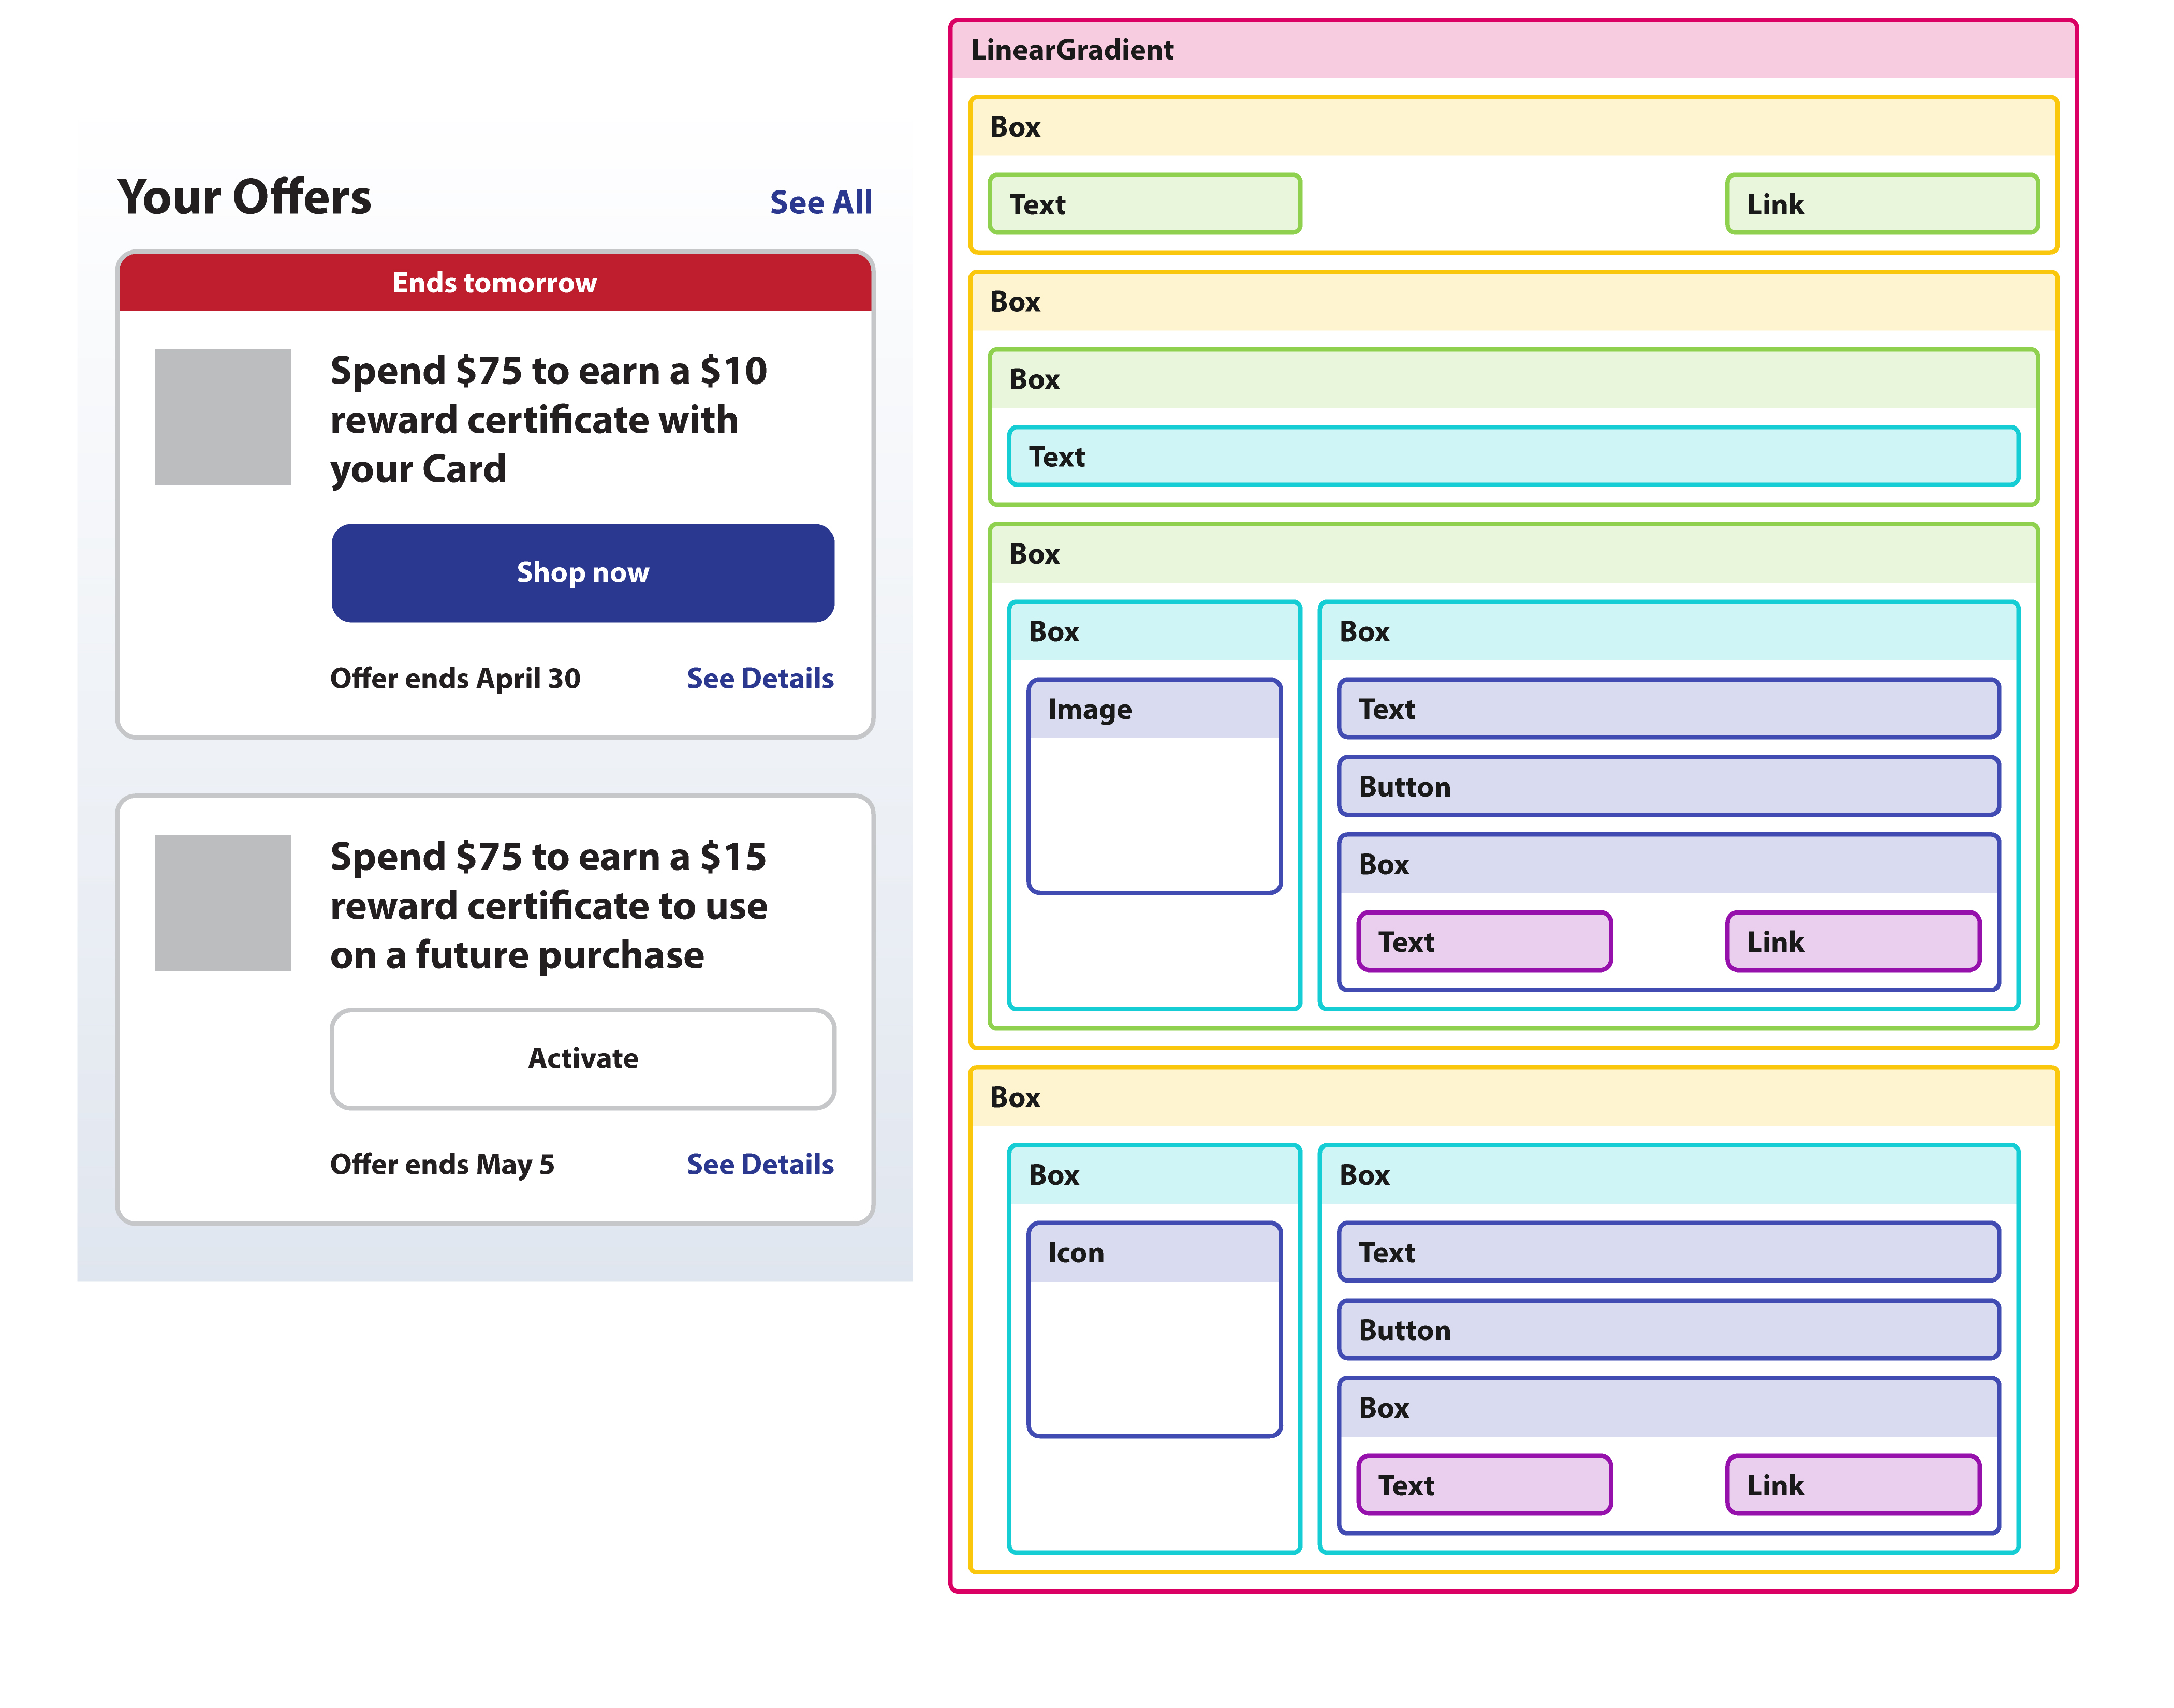 Your Offers
See All
Ends tomorrow
Spend $75 to earn a $10
reward certificate with
your Card
Shop now
Offer ends April 30
See Details
Spend $75 to earn a $15
reward certificate to use
on a future purchase
Activate
Offer ends May 5
See Details
LinearGradient
Box
Text
Link
Box
Box
Text
Box
Box
Image
Box
Text
Button
Box
Text
Link
Box
Box
Icon
Box
Text
Button
Box
Text
Link